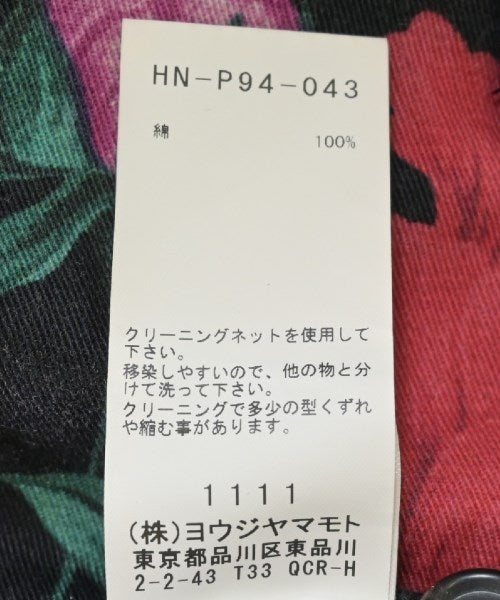 HN-P94-043
綿
100%
クリーニングネットを使用して
下さい。
移染しやすいので、他の物と分
けて洗って下さい。
クリーニングで多少の型くずれ
や縮む事があります。
1111
(株)ヨウジヤマモト
東京都品川区東品川
2-2-43 T33 QCR-H